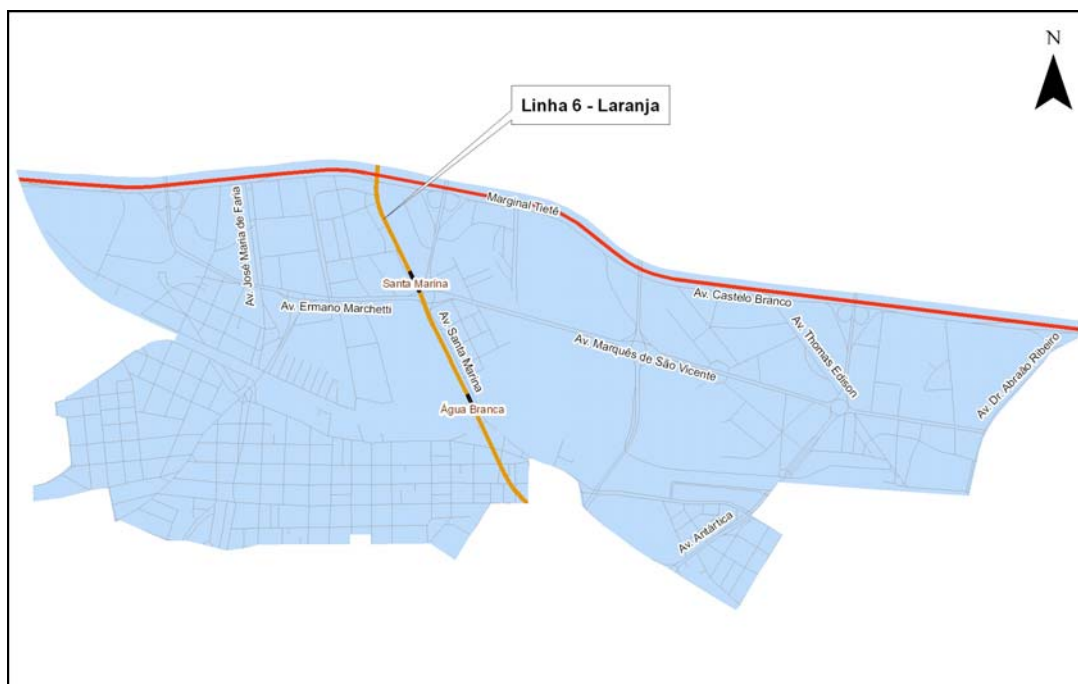 N
Linha 6 - Laranja
Av. José Maria de Faria
Marginal Tietê
Santa Marina
Av. Ermano Marchetti
Av. Castelo Branco
Av. Santa Marina
Av. Marquês de São Vicente
Av. Thomas Edison
Av. Dr. Abraão Ribeiro
Água Branca
Av. Antártica